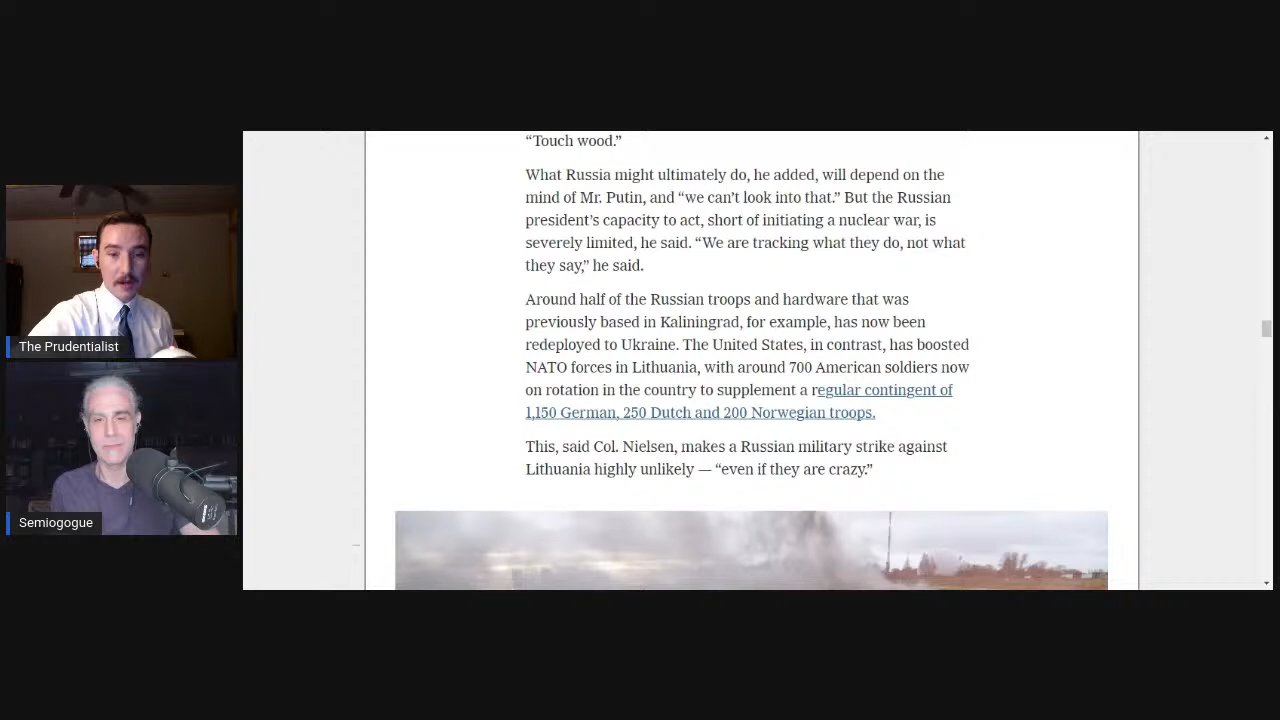 “Touch wood.”
What Russia might ultimately do, he added, will depend on the
mind of Mr. Putin, and “we can’t look into that.” But the Russian
president’s capacity to act, short of initiating a nuclear war, is
severely limited, he said. “We are tracking what they do, not what
they say,” he said.
Around half of the Russian troops and hardware that was
previously based in Kaliningrad, for example, has now been
redeployed to Ukraine. The United States, in contrast, has boosted
NATO forces in Lithuania, with around 700 American soldiers now
on rotation in the country to supplement a regular contingent of
1,150 German, 250 Dutch and 200 Norwegian troops.
This, said Col. Nielsen, makes a Russian military strike against
Lithuania highly unlikely — “even if they are crazy.”
The Prudentialist
Semiogogue